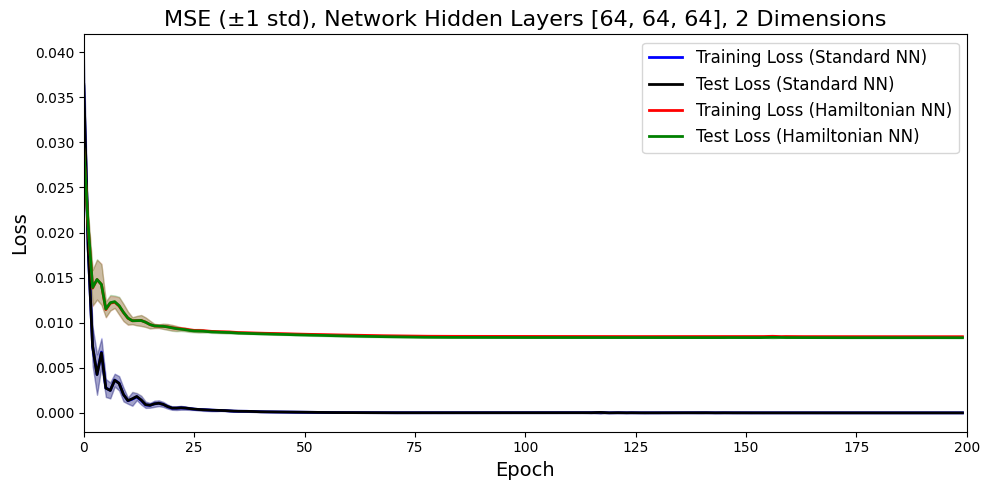 MSE (±1 std), Network Hidden Layers [64, 64, 64], 2 Dimensions
Training Loss (Standard NN)
Test Loss (Standard NN)
Training Loss (Hamiltonian NN)
Test Loss (Hamiltonian NN)
Loss
0.040
0.035
0.030
0.025
0.020
0.015
0.010
0.005
0.000
0
25
50
75
100
125
150
175
200
Epoch